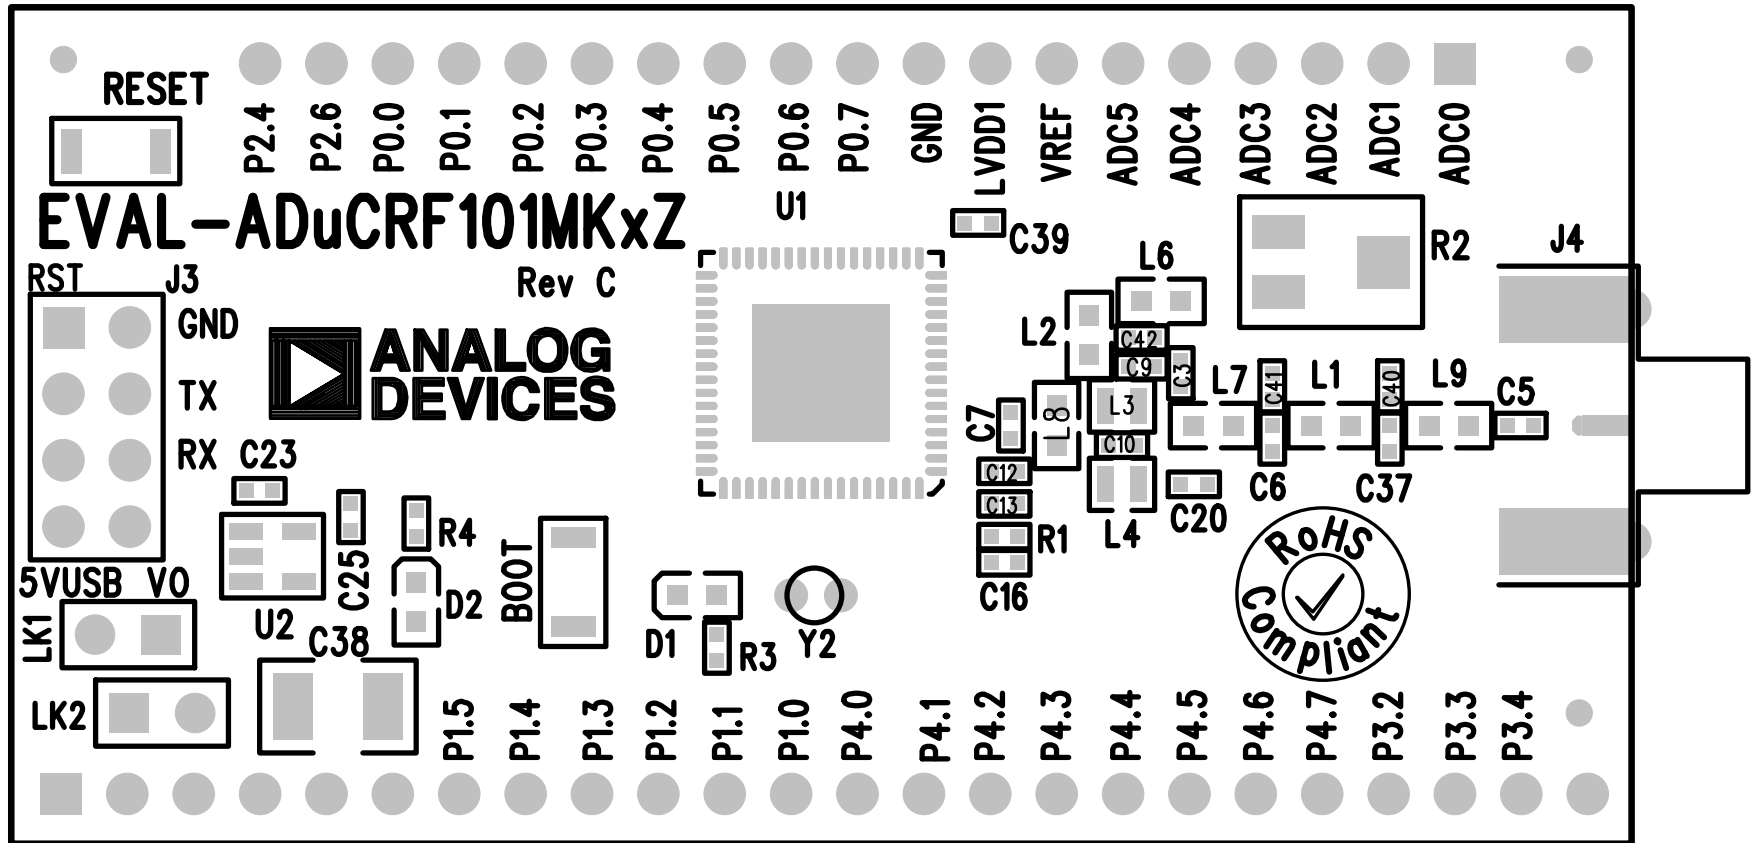 RESET
P2.4 P2.6 P0.0 P0.1 P0.2 P0.3 P0.4 P0.5 P0.6 P0.7 GND LVDD1 VREF ADC5 ADC4 ADC3 ADC2 ADC1 ADC0
EVAL-ADuCRF101MKxZ
U1
C39
R2
J4
RST
J3
Rev C
L6
GND
L2
C42
ANALOG
DEVICES
C9
C3
TX
L7
C41
L1
C40
L9
C5
L3
L8
C7
RX
C23
C10
C12
C6
C37
C13
C20
R4
R1
L4
RoHS
Compliant
5VUSB V0
C25
BOOT
C16
D2
LK1
U2
C38
D1
R3
Y2
LK2
P1.5 P1.4 P1.3 P1.2 P1.1 P1.0 P4.0 P4.1 P4.2 P4.3 P4.4 P4.5 P4.6 P4.7 P3.2 P3.3 P3.4